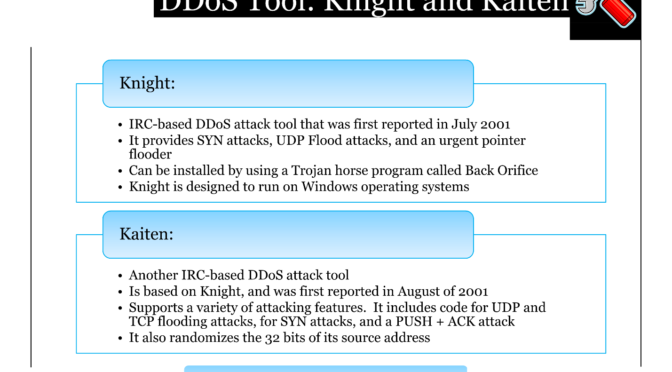 DDoS Tool: Knight and Kaiten
Knight:
• IRC-based DDoS attack tool that was first reported in July 2001
• It provides SYN attacks, UDP Flood attacks, and an urgent pointer
flooder
• Can be installed by using a Trojan horse program called Back Orifice
• Knight is designed to run on Windows operating systems
Kaiten:
• Another IRC-based DDoS attack tool
• Is based on Knight, and was first reported in August of 2001
• Supports a variety of attacking features.  It includes code for UDP and
TCP flooding attacks, for SYN attacks, and a PUSH + ACK attack
• It also randomizes the 32 bits of its source address